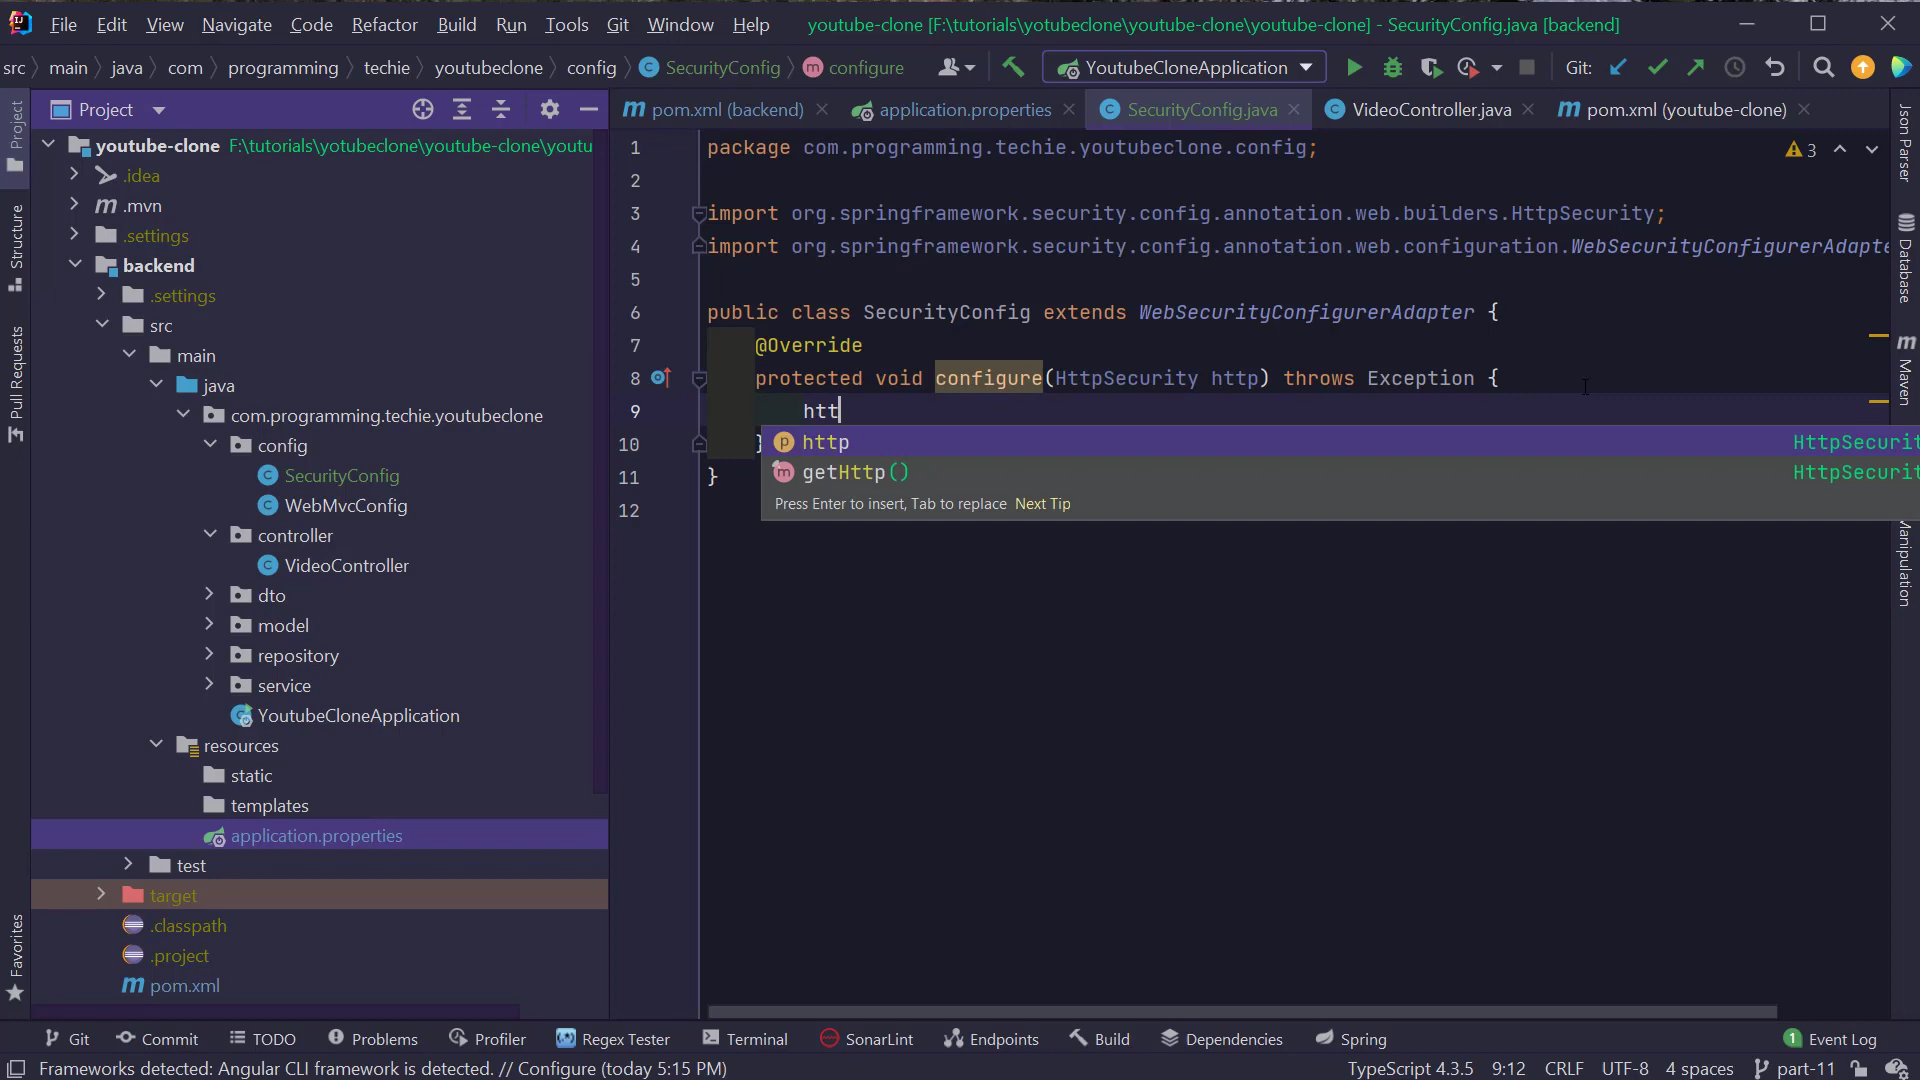 File Edit View Navigate Code Refactor Build Run Tools Git Window Help youtube-clone [F:\tutorials\yotubeclone\youtube-clone\youtube-clone] - SecurityConfig.java [backend]
src main java com programming techie youtubeclone config SecurityConfig configure YoutubeCloneApplication Git:
Project
pom.xml (backend) application.properties SecurityConfig.java VideoController.java pom.xml (youtube-clone)
youtube-clone F:\tutorials\yotubeclone\youtube-clone\youtu
.idea
.mvn
.settings
backend
.settings
src
main
java
com.programming.techie.youtubeclone
config
SecurityConfig
WebMvcConfig
controller
VideoController
dto
model
repository
service
YoutubeCloneApplication
resources
static
templates
application.properties
test
target
.classpath
.project
pom.xml
1 package com.programming.techie.youtubeclone.config;
3
2
3 import org.springframework.security.config.annotation.web.builders.HttpSecurity;
4 import org.springframework.security.config.annotation.web.configuration.WebSecurityConfigurerAdapte
5
6 public class SecurityConfig extends WebSecurityConfigurerAdapter {
7 @Override
8 protected void configure(HttpSecurity http) throws Exception {
9 htt
10 }
11 }
12
http HttpSecurit
getHttp() HttpSecurit
Press Enter to insert, Tab to replace Next Tip
Project
Structure
Pull Requests
Favorites
Json Parser
Database
Maven
Manipulation
Git Commit TODO Problems Profiler Regex Tester Terminal SonarLint Endpoints Build Dependencies Spring 1 Event Log
Frameworks detected: Angular CLI framework is detected. // Configure (today 5:15 PM) TypeScript 4.3.5 9:12 CRLF UTF-8 4 spaces part-11